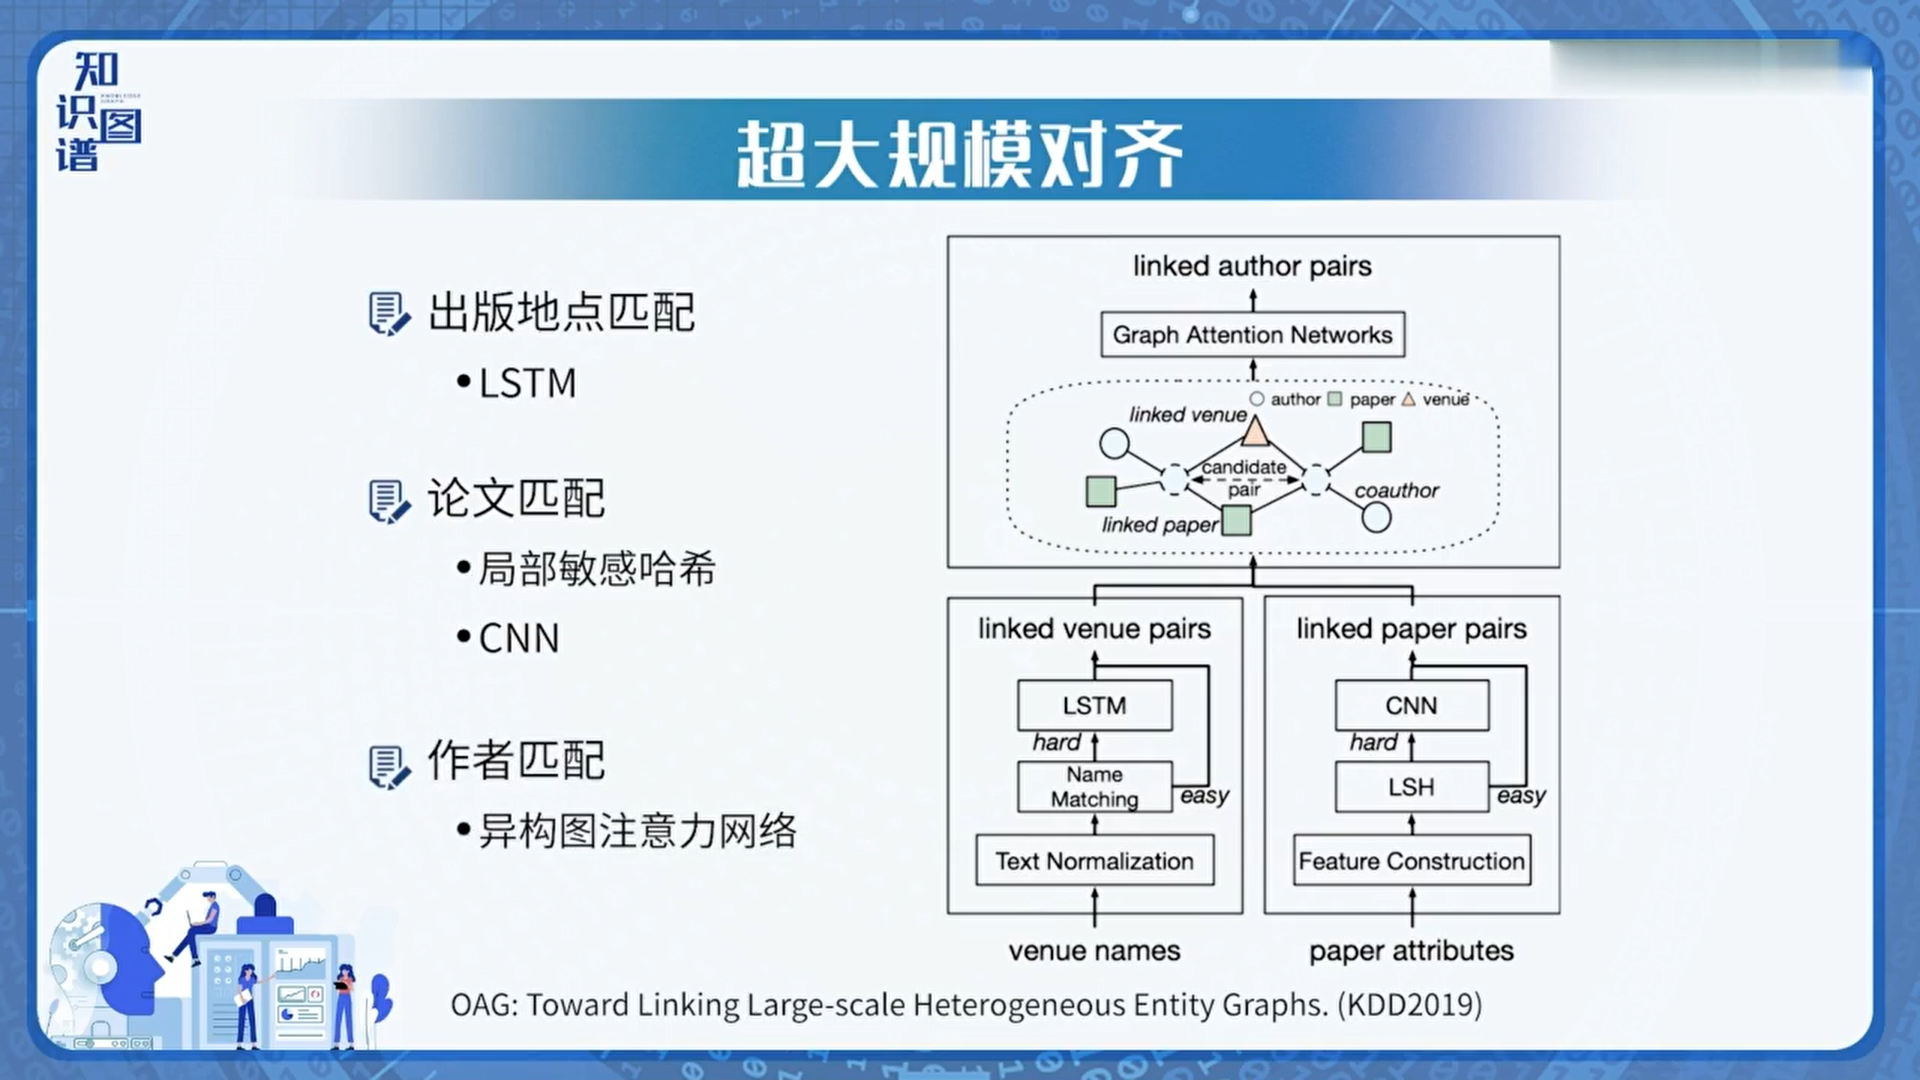 知识图谱
KNOWLEDGE GRAPH
超大规模对齐
出版地点匹配
•LSTM
论文匹配
•局部敏感哈希
•CNN
作者匹配
•异构图注意力网络
linked author pairs
Graph Attention Networks
author paper venue
linked venue
candidate
pair
coauthor
linked paper
linked venue pairs
LSTM
hard
Name
Matching
easy
Text Normalization
venue names
linked paper pairs
CNN
hard
LSH
easy
Feature Construction
paper attributes
OAG: Toward Linking Large-scale Heterogeneous Entity Graphs. (KDD2019)